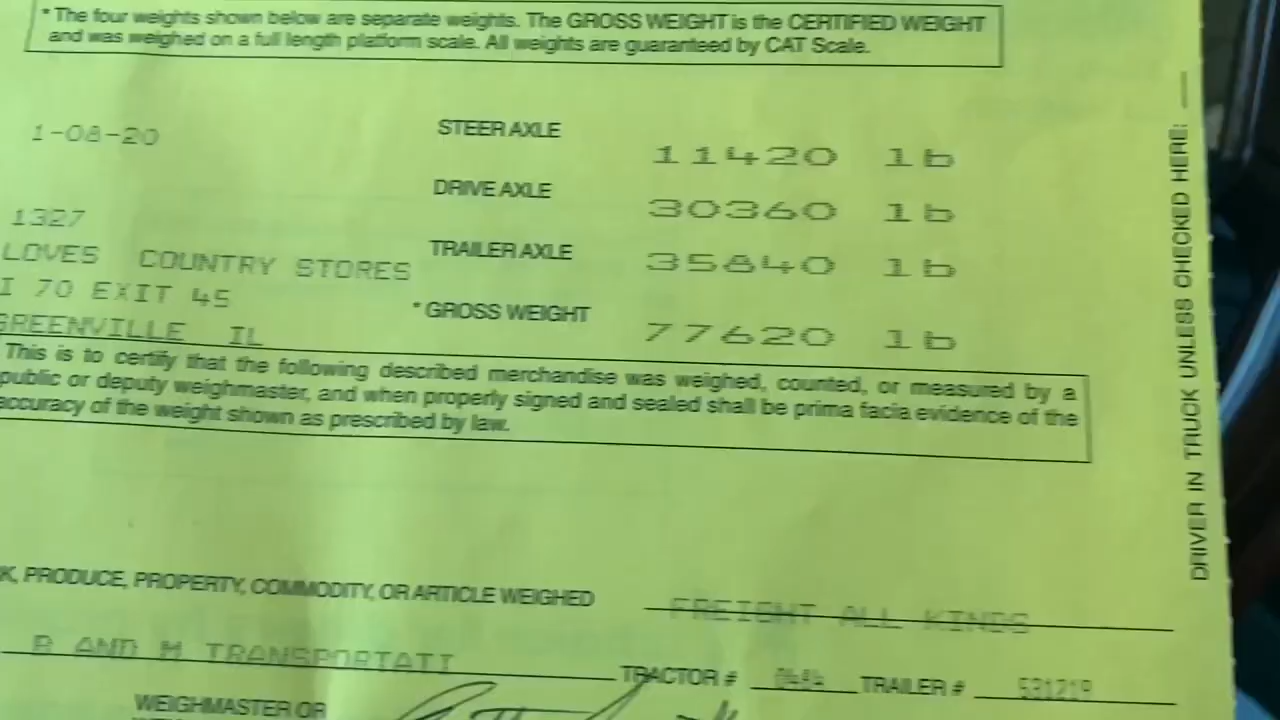 * The four weights shown below are separate weights. The GROSS WEIGHT is the CERTIFIED WEIGHT
and was weighed on a full length platform scale. All weights are guaranteed by CAT Scale.
1-08-20
STEER AXLE 11420 lb
DRIVE AXLE 30360 lb
1327
TRAILER AXLE 35840 lb
LOVES COUNTRY STORES
I 70 EXIT 45
* GROSS WEIGHT 77620 lb
GREENVILLE IL
This is to certify that the following described merchandise was weighed, counted, or measured by a
public or deputy weighmaster, and when properly signed and sealed shall be prima facia evidence of the
accuracy of the weight shown as prescribed by law.
DRIVER IN TRUCK UNLESS CHECKED HERE:
PRODUCE, PROPERTY, COMMODITY, OR ARTICLE WEIGHED FREIGHT ALL KINDS
AND M TRANSPORTATI TRACTOR # TRAILER # 531219
WEIGHMASTER OR